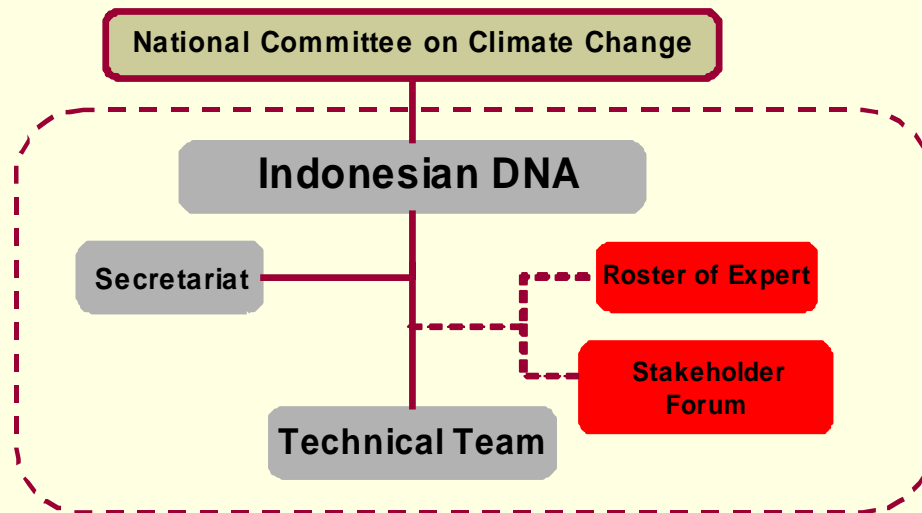 National Committee on Climate Change
Indonesian DNA
Secretariat
Roster of Expert
Stakeholder
Forum
Technical Team